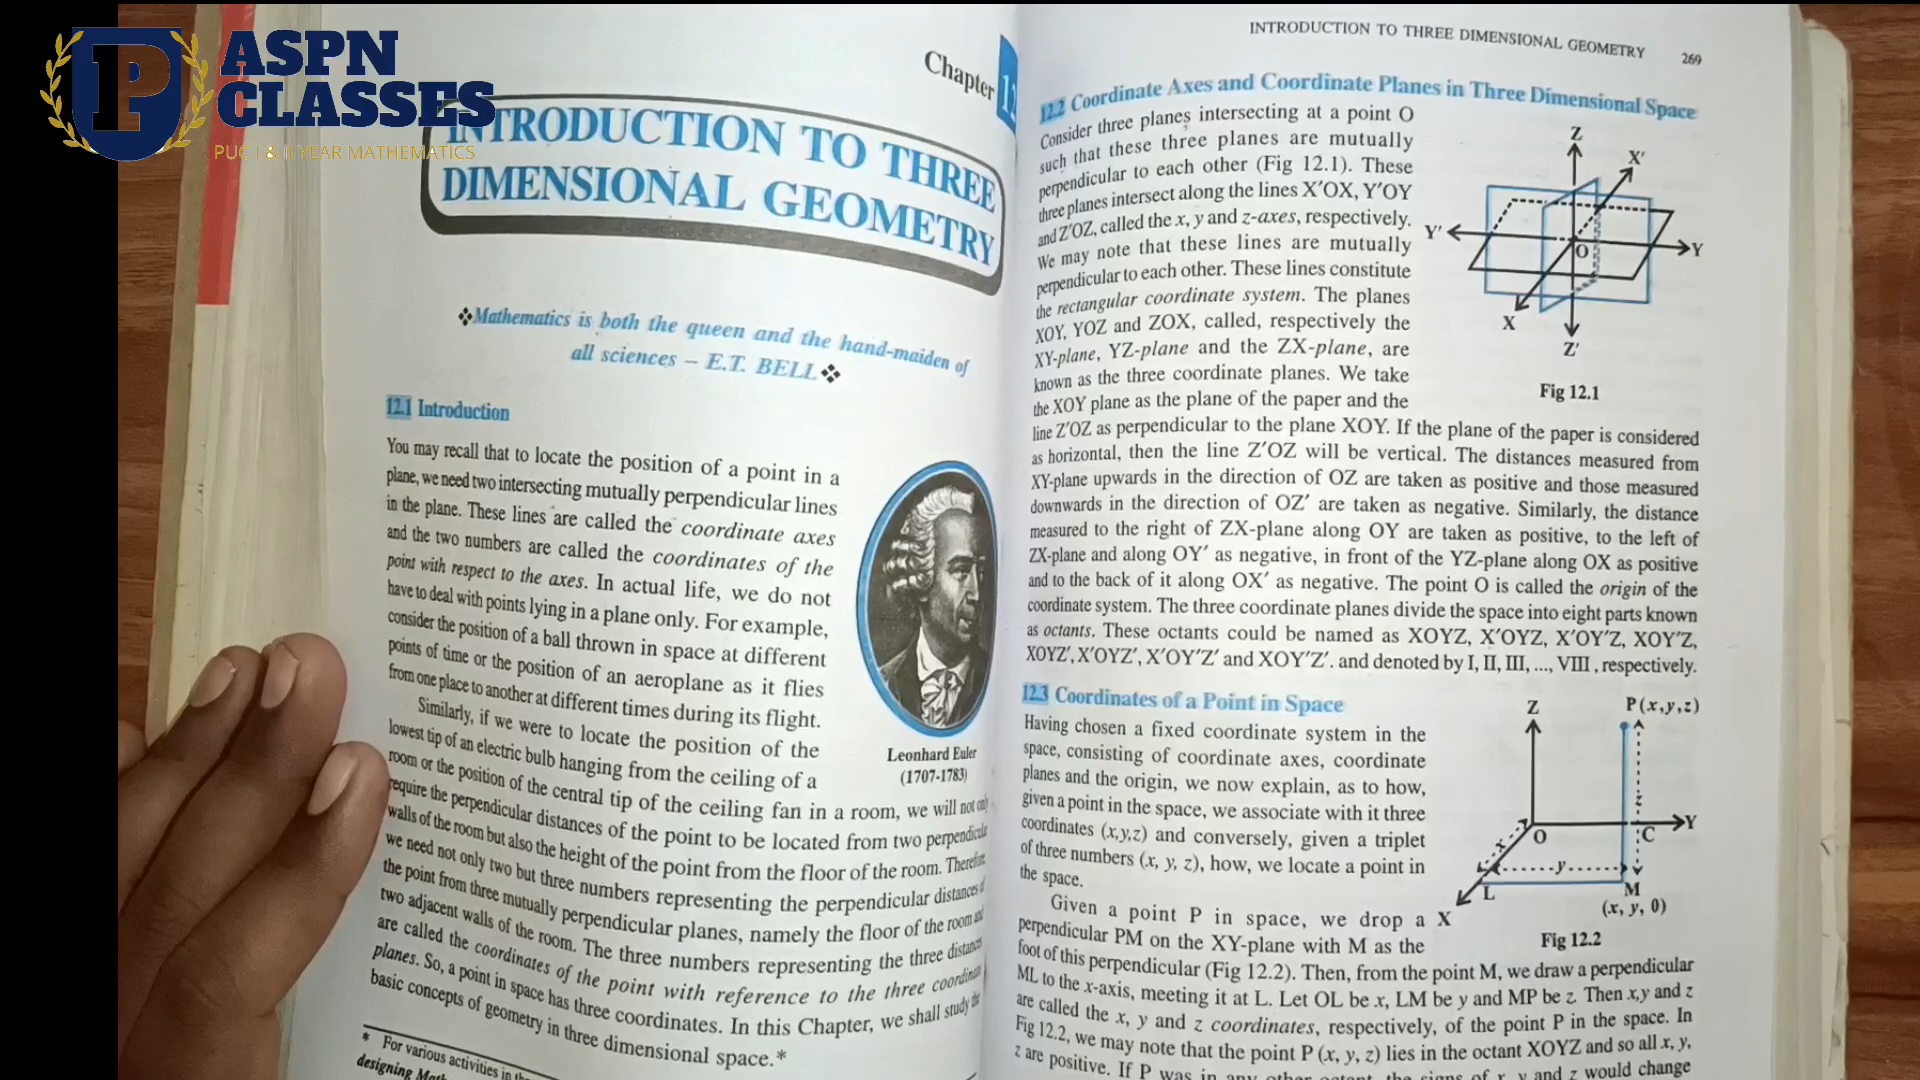 ASPN
CLASSES
PUC I & II YEAR MATHEMATICS
P
Chapter 12
INTRODUCTION TO THREE
DIMENSIONAL GEOMETRY
❖Mathematics is both the queen and the hand-maiden of
all sciences – E.T. BELL❖
12.1 Introduction
You may recall that to locate the position of a point in a
plane, we need two intersecting mutually perpendicular lines
in the plane. These lines are called the coordinate axes
and the two numbers are called the coordinates of the
point with respect to the axes. In actual life, we do not
have to deal with points lying in a plane only. For example,
consider the position of a ball thrown in space at different
points of time or the position of an aeroplane as it flies
from one place to another at different times during its flight.
Similarly, if we were to locate the position of the
lowest tip of an electric bulb hanging from the ceiling of a
room or the position of the central tip of the ceiling fan in a room, we will not only
require the perpendicular distances of the point to be located from two perpendicular
walls of the room but also the height of the point from the floor of the room. Therefore,
we need not only two but three numbers representing the perpendicular distances of
the point from three mutually perpendicular planes, namely the floor of the room and
two adjacent walls of the room. The three numbers representing the three distances
are called the coordinates of the point with reference to the three coordinate
planes. So, a point in space has three coordinates. In this Chapter, we shall study the
basic concepts of geometry in three dimensional space.*
Leonhard Euler
(1707-1783)
* For various activities in
designing
INTRODUCTION TO THREE DIMENSIONAL GEOMETRY 269
12.2 Coordinate Axes and Coordinate Planes in Three Dimensional Space
Consider three planes intersecting at a point O
such that these three planes are mutually
perpendicular to each other (Fig 12.1). These
three planes intersect along the lines X′OX, Y′OY
and Z′OZ, called the x, y and z-axes, respectively.
We may note that these lines are mutually
perpendicular to each other. These lines constitute
the rectangular coordinate system. The planes
XOY, YOZ and ZOX, called, respectively the
XY-plane, YZ-plane and the ZX-plane, are
known as the three coordinate planes. We take
the XOY plane as the plane of the paper and the
line Z′OZ as perpendicular to the plane XOY. If the plane of the paper is considered
as horizontal, then the line Z′OZ will be vertical. The distances measured from
XY-plane upwards in the direction of OZ are taken as positive and those measured
downwards in the direction of OZ′ are taken as negative. Similarly, the distance
measured to the right of ZX-plane along OY are taken as positive, to the left of
ZX-plane and along OY′ as negative, in front of the YZ-plane along OX as positive
and to the back of it along OX′ as negative. The point O is called the origin of the
coordinate system. The three coordinate planes divide the space into eight parts known
as octants. These octants could be named as XOYZ, X′OYZ, X′OY′Z, XOY′Z,
XOYZ′, X′OYZ′, X′OY′Z′ and XOY′Z′. and denoted by I, II, III, ..., VIII , respectively.
Z
X′
Y′
O
Y
X
Z′
Fig 12.1
12.3 Coordinates of a Point in Space
Having chosen a fixed coordinate system in the
space, consisting of coordinate axes, coordinate
planes and the origin, we now explain, as to how,
given a point in the space, we associate with it three
coordinates (x,y,z) and conversely, given a triplet
of three numbers (x, y, z), how, we locate a point in
the space.
Given a point P in space, we drop a
perpendicular PM on the XY-plane with M as the
foot of this perpendicular (Fig 12.2). Then, from the point M, we draw a perpendicular
ML to the x-axis, meeting it at L. Let OL be x, LM be y and MP be z. Then x,y and z
are called the x, y and z coordinates, respectively, of the point P in the space. In
Fig 12.2, we may note that the point P (x, y, z) lies in the octant XOYZ and so all x, y,
z are positive. If P was in any other octant, the signs of x, y and z would change
Z
P(x,y,z)
z
O
C
Y
x
y
L
M
(x, y, 0)
X
Fig 12.2